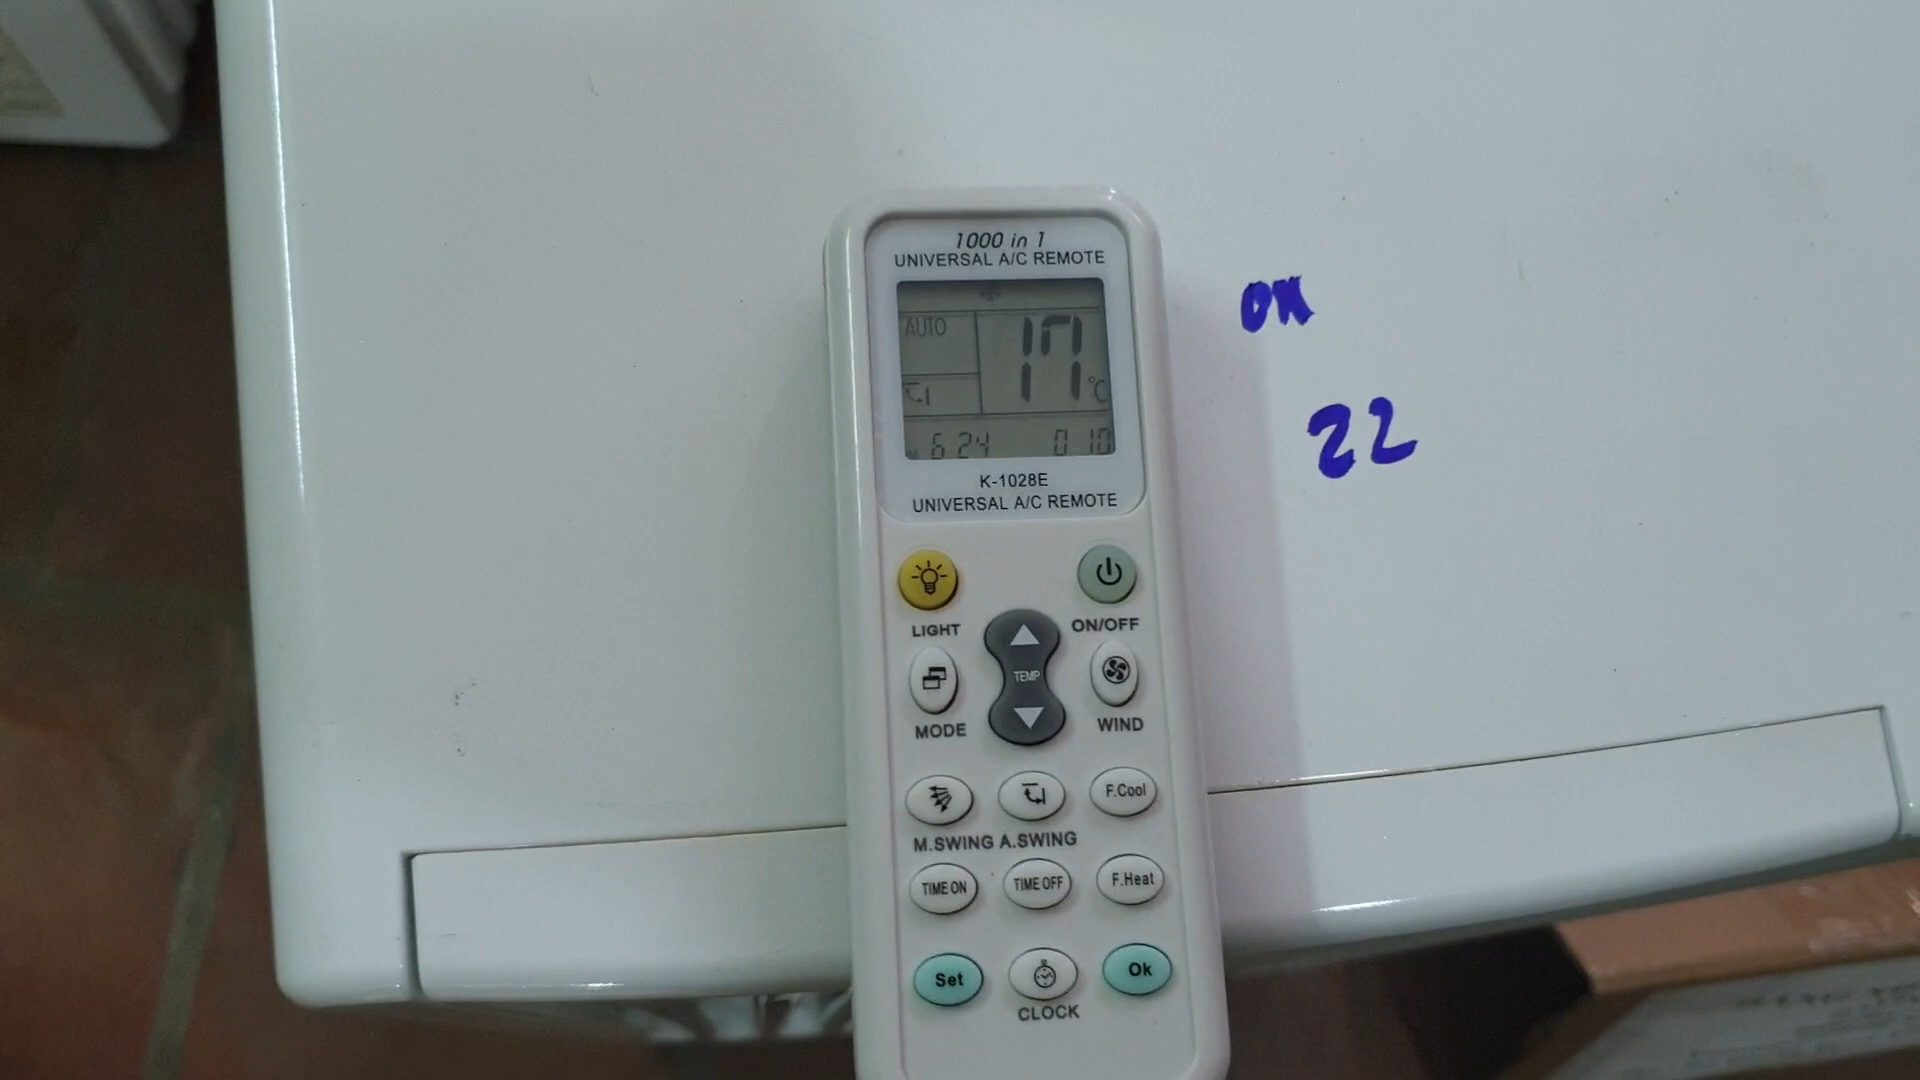 1000 in 1
UNIVERSAL A/C REMOTE
AUTO
17 °C
6 24 0 10
K-1028E
UNIVERSAL A/C REMOTE
ON
22
LIGHT
ON/OFF
TEMP
MODE
WIND
F.Cool
M.SWING A.SWING
TIME ON TIME OFF F.Heat
Set Ok
CLOCK